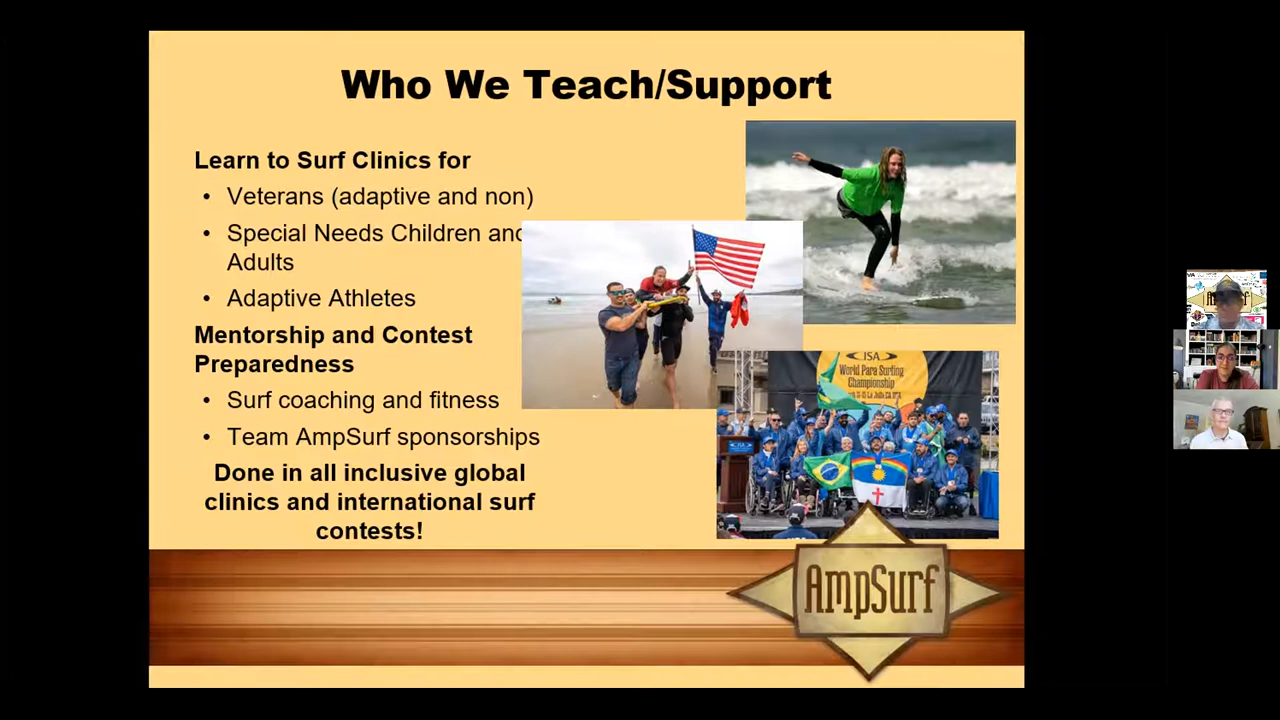 Who We Teach/Support
Learn to Surf Clinics for
• Veterans (adaptive and non)
• Special Needs Children and
Adults
• Adaptive Athletes
Mentorship and Contest
Preparedness
• Surf coaching and fitness
• Team AmpSurf sponsorships
Done in all inclusive global
clinics and international surf
contests!
ISA
World Para Surfing
Championship
AmpSurf